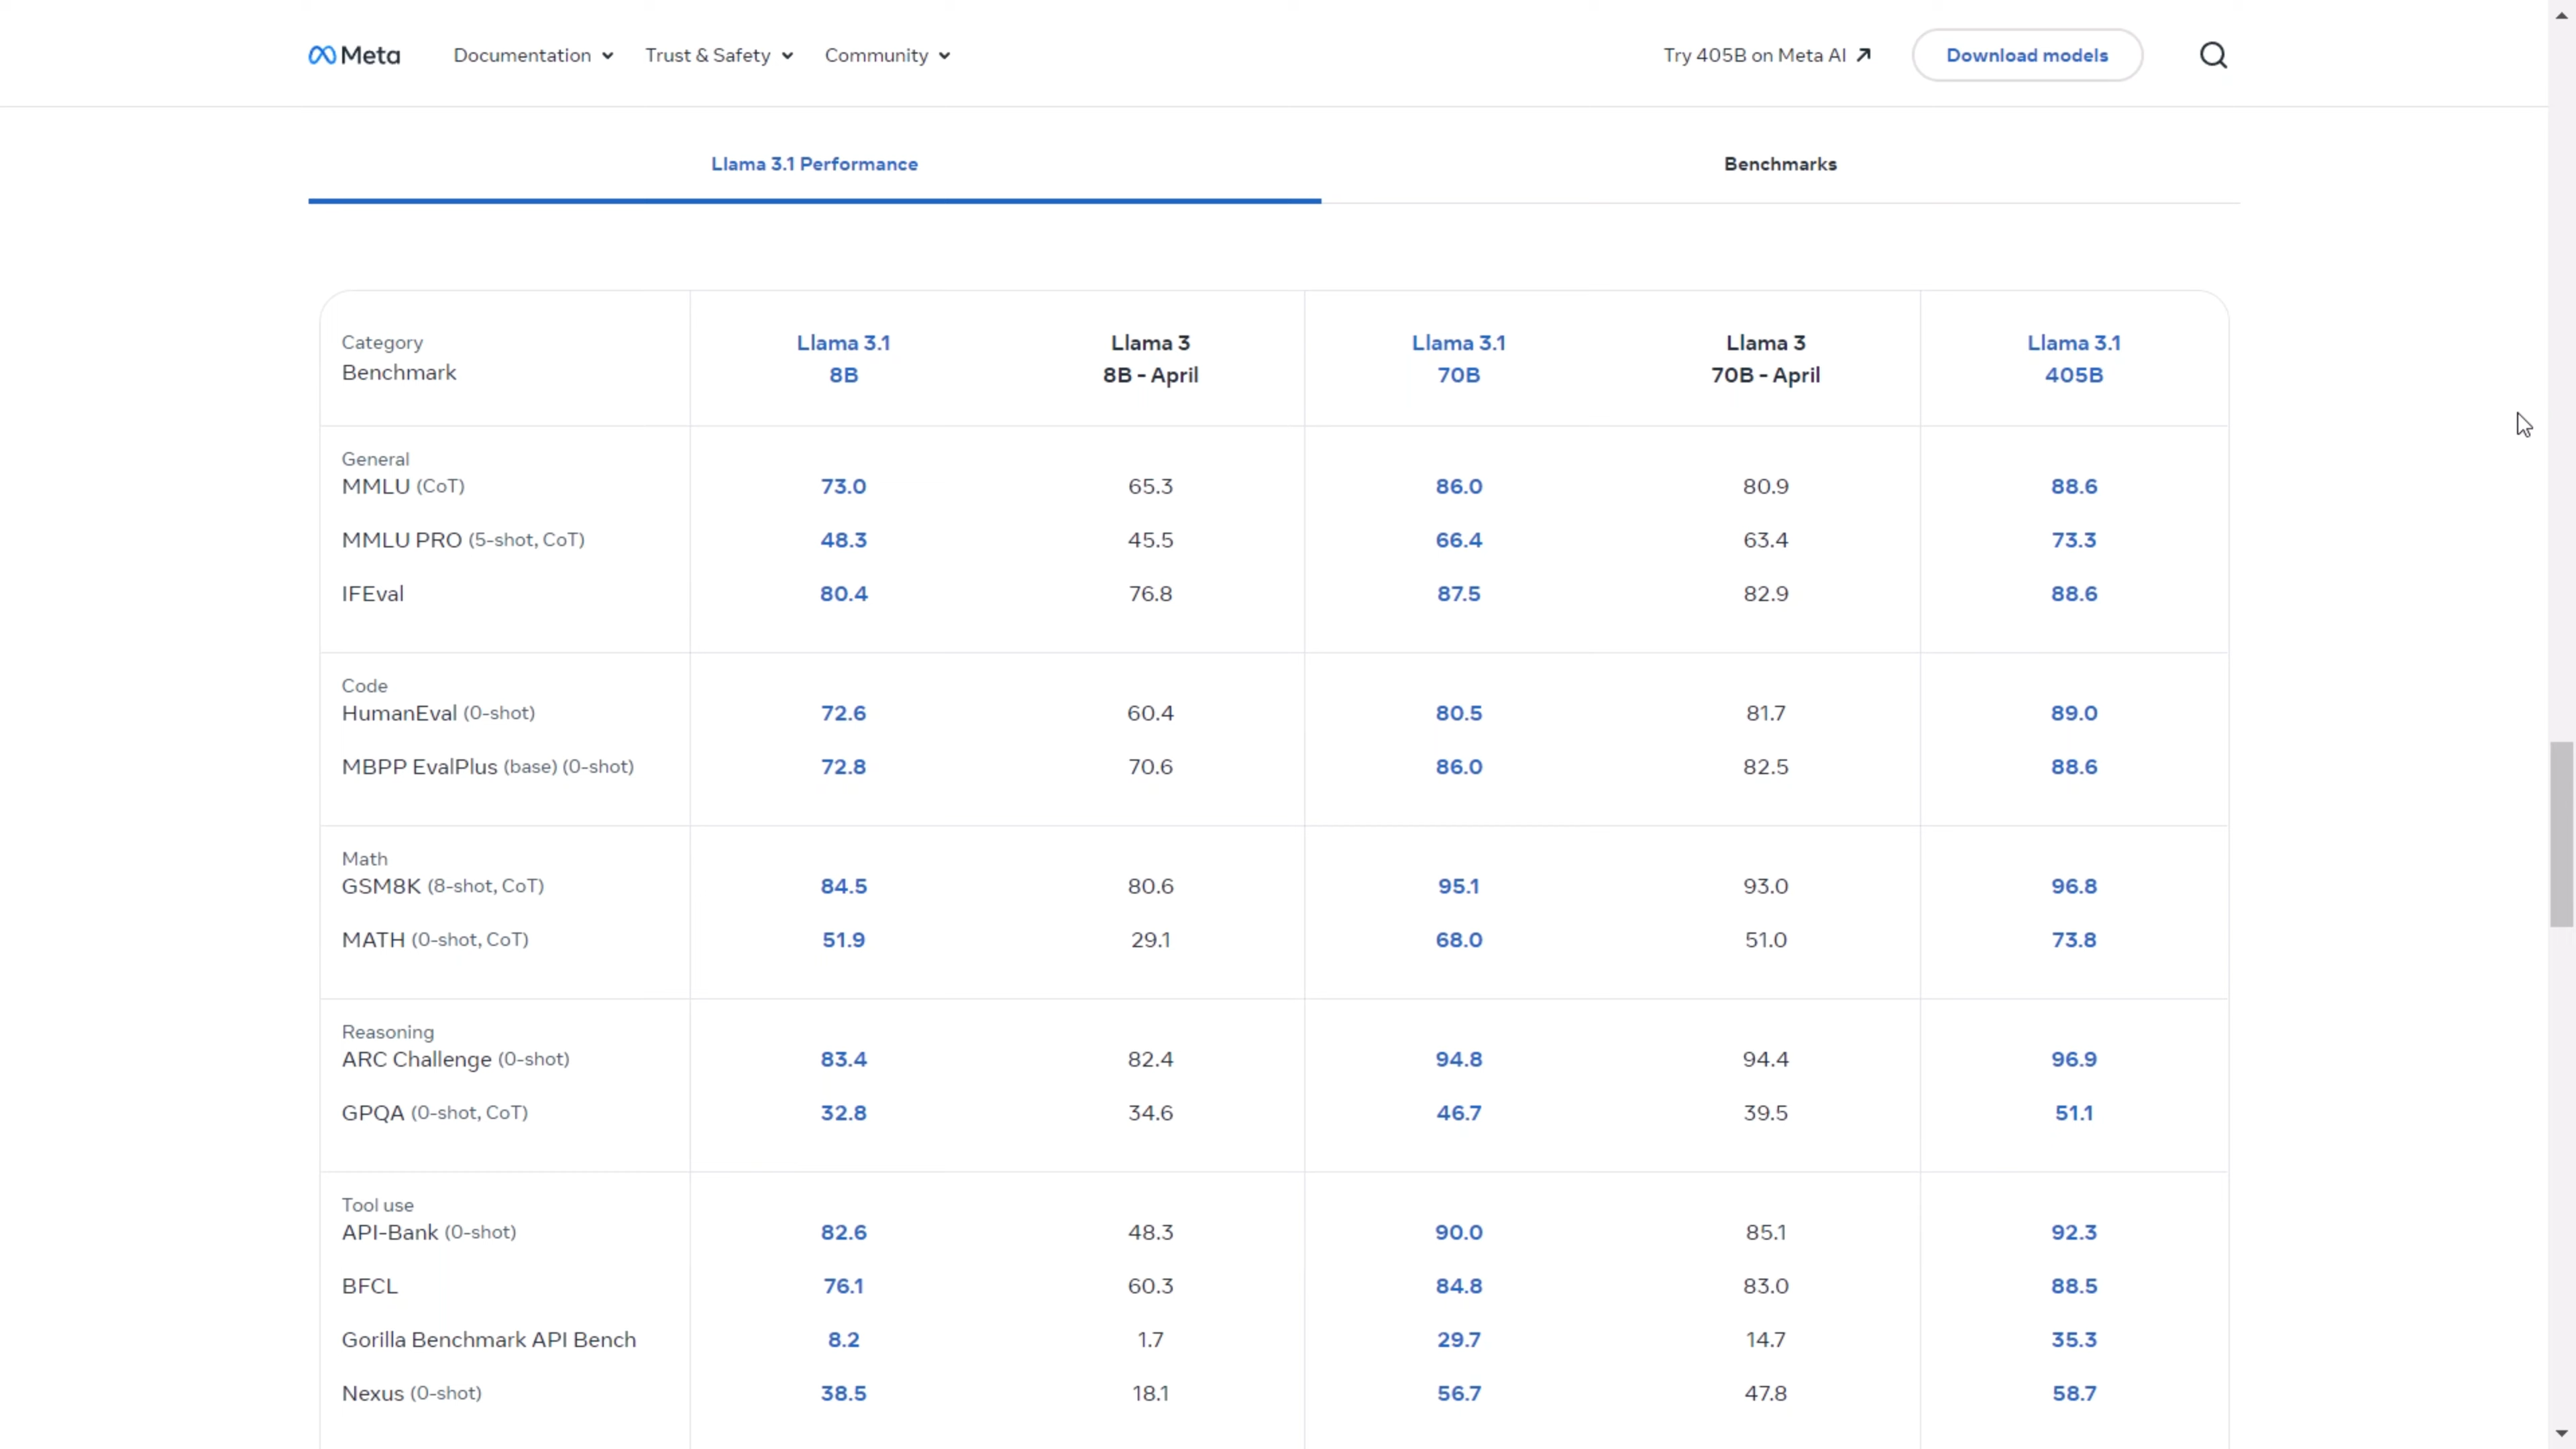 Meta Documentation Trust & Safety Community Try 405B on Meta AI Download models
Llama 3.1 Performance Benchmarks
Category
Benchmark
Llama 3.1
8B
Llama 3
8B - April
Llama 3.1
70B
Llama 3
70B - April
Llama 3.1
405B
General
MMLU (CoT) 73.0 65.3 86.0 80.9 88.6
MMLU PRO (5-shot, CoT) 48.3 45.5 66.4 63.4 73.3
IFEval 80.4 76.8 87.5 82.9 88.6
Code
HumanEval (0-shot) 72.6 60.4 80.5 81.7 89.0
MBPP EvalPlus (base) (0-shot) 72.8 70.6 86.0 82.5 88.6
Math
GSM8K (8-shot, CoT) 84.5 80.6 95.1 93.0 96.8
MATH (0-shot, CoT) 51.9 29.1 68.0 51.0 73.8
Reasoning
ARC Challenge (0-shot) 83.4 82.4 94.8 94.4 96.9
GPQA (0-shot, CoT) 32.8 34.6 46.7 39.5 51.1
Tool use
API-Bank (0-shot) 82.6 48.3 90.0 85.1 92.3
BFCL 76.1 60.3 84.8 83.0 88.5
Gorilla Benchmark API Bench 8.2 1.7 29.7 14.7 35.3
Nexus (0-shot) 38.5 18.1 56.7 47.8 58.7